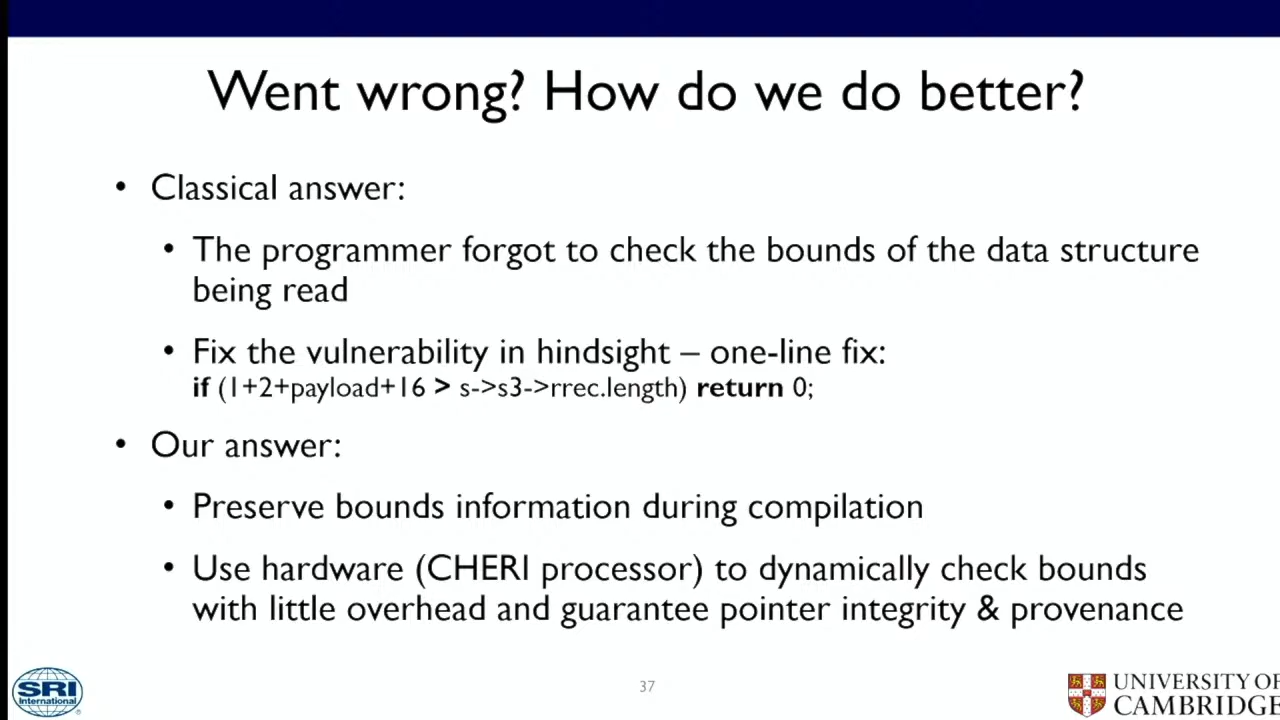 Went wrong? How do we do better?
• Classical answer:
• The programmer forgot to check the bounds of the data structure
being read
• Fix the vulnerability in hindsight – one-line fix:
if (1+2+payload+16 > s->s3->rrec.length) return 0;
• Our answer:
• Preserve bounds information during compilation
• Use hardware (CHERI processor) to dynamically check bounds
with little overhead and guarantee pointer integrity & provenance
SRI
International
37
UNIVERSITY OF
CAMBRIDGE